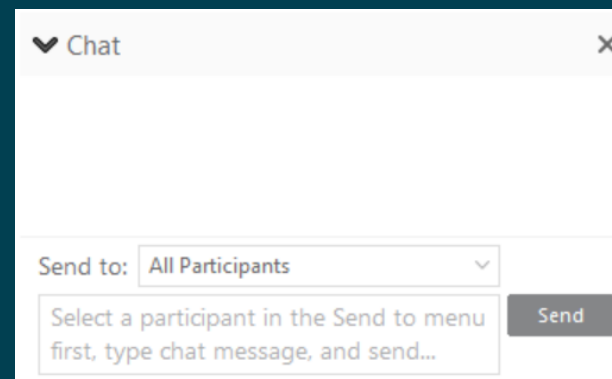 Chat
Send to: All Participants
Select a participant in the Send to menu
first, type chat message, and send...
Send